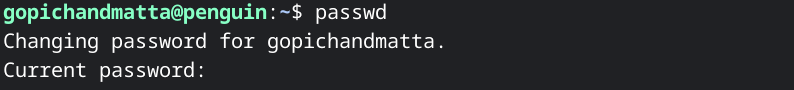 gopichandmatta@penguin:~$ passwd
Changing password for gopichandmatta.
Current password: